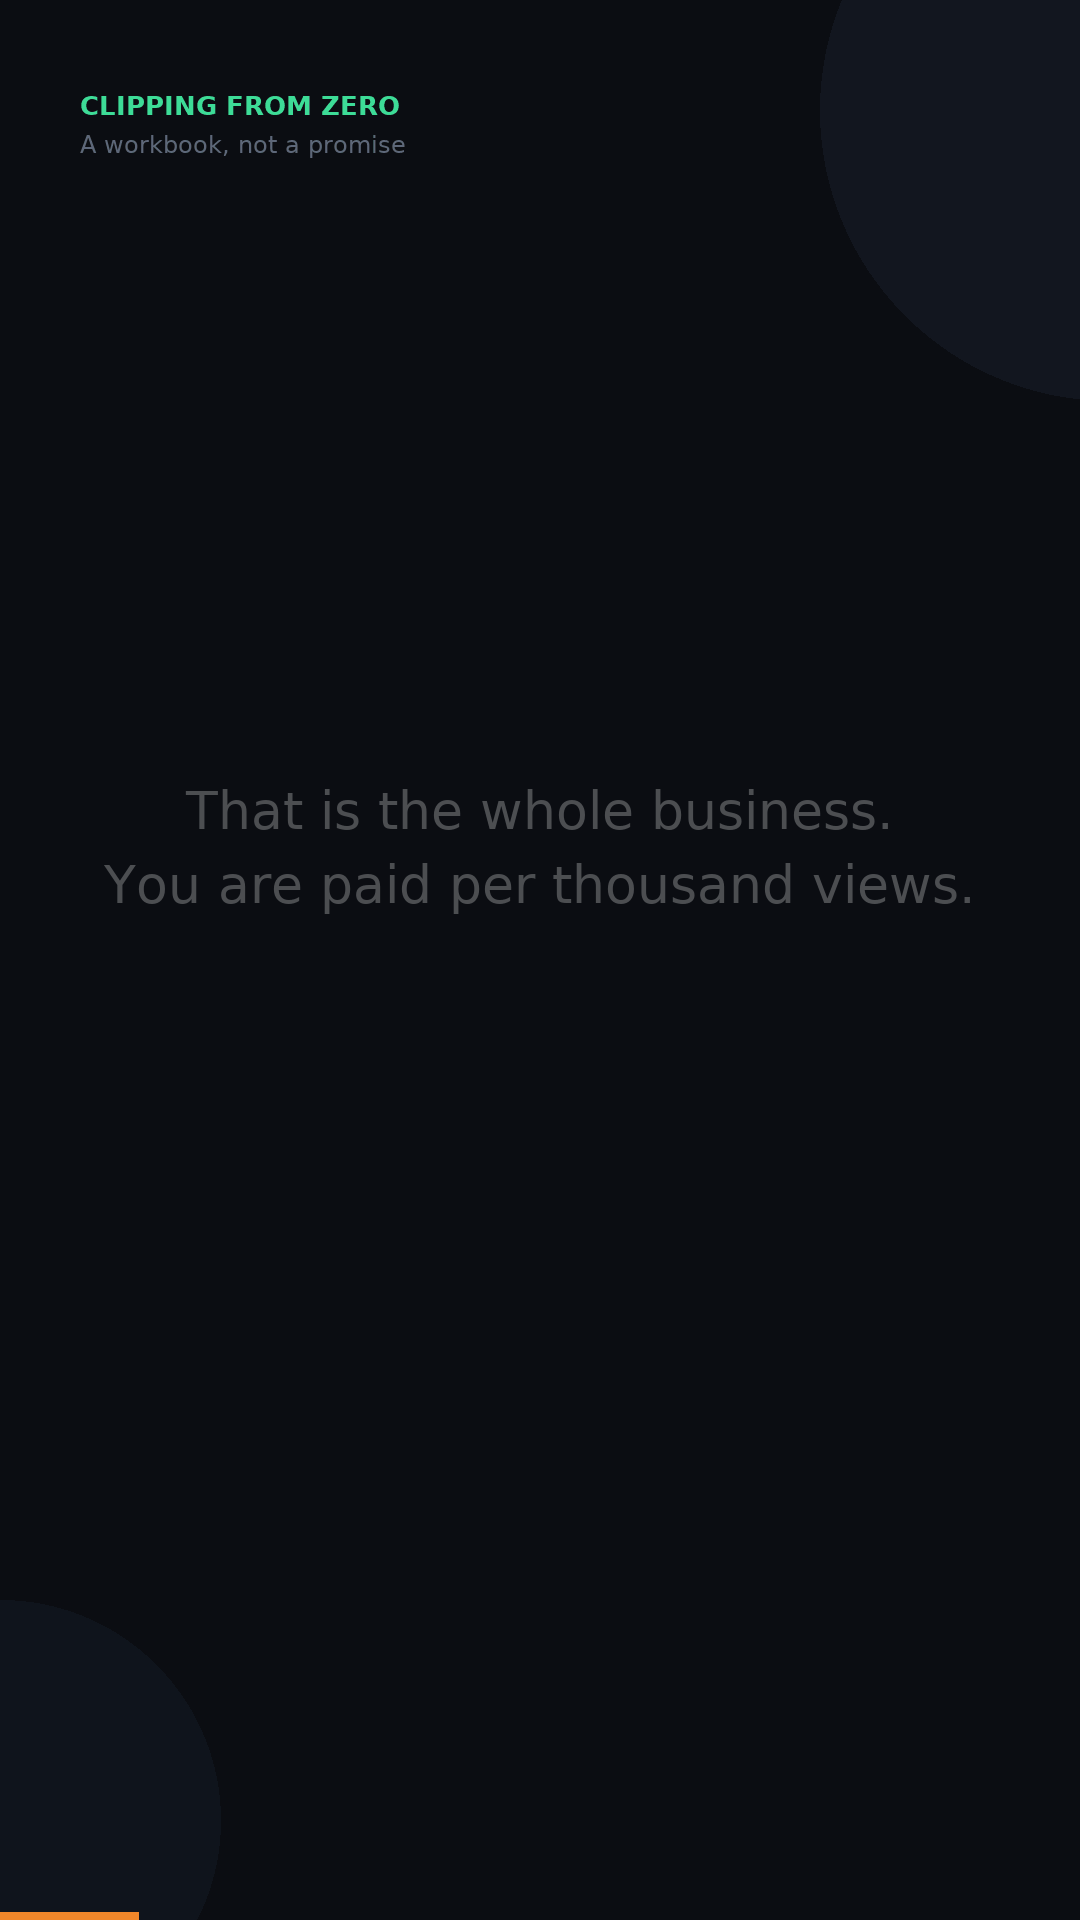 CLIPPING FROM ZERO
A workbook, not a promise
That is the whole business.
You are paid per thousand views.